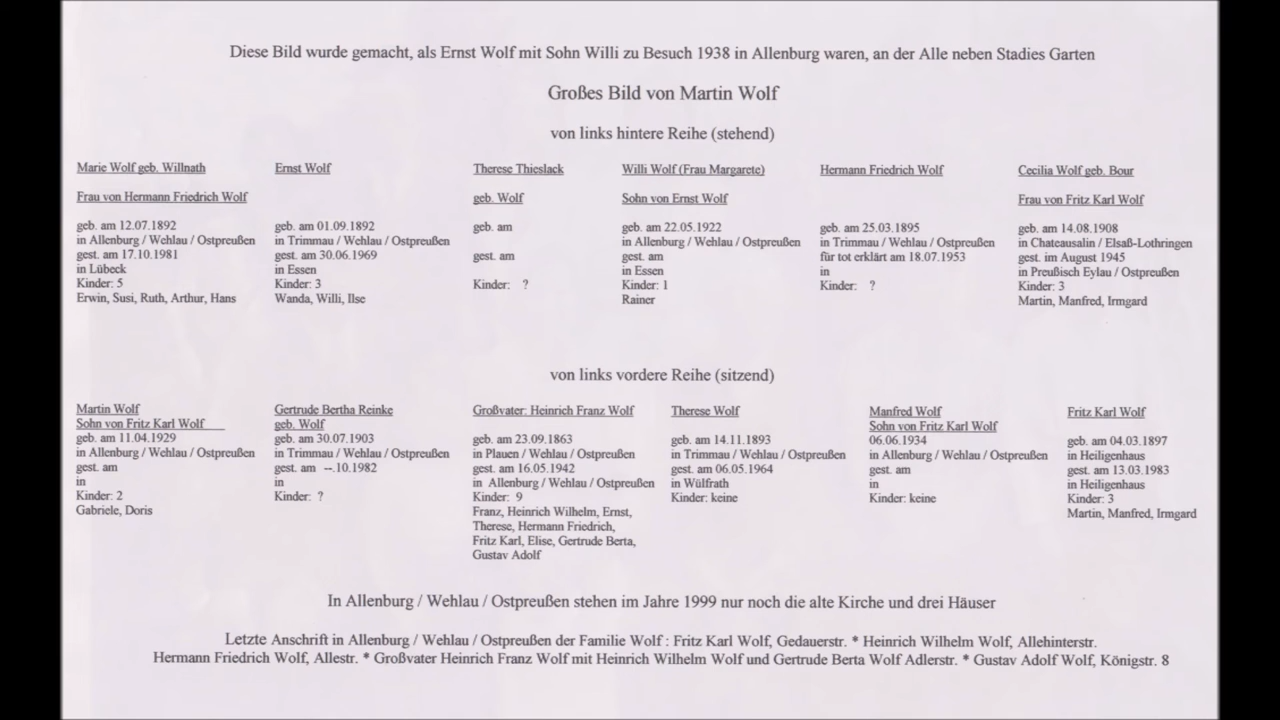 Diese Bild wurde gemacht, als Ernst Wolf mit Sohn Willi zu Besuch 1938 in Allenburg waren, an der Alle neben Stadies Garten
Großes Bild von Martin Wolf
von links hintere Reihe (stehend)
Marie Wolf geb. Willnath
Frau von Hermann Friedrich Wolf
geb. am 12.07.1892
in Allenburg / Wehlau / Ostpreußen
gest. am 17.10.1981
in Lübeck
Kinder: 5
Erwin, Susi, Ruth, Arthur, Hans
Ernst Wolf
geb. am 01.09.1892
in Trimmau / Wehlau / Ostpreußen
gest. am 30.06.1969
in Essen
Kinder: 3
Wanda, Willi, Ilse
Therese Thieslack
geb. Wolf
geb. am
gest. am
Kinder: ?
Willi Wolf (Frau Margarete)
Sohn von Ernst Wolf
geb. am 22.05.1922
in Allenburg / Wehlau / Ostpreußen
gest. am
in Essen
Kinder: 1
Rainer
Hermann Friedrich Wolf
geb. am 25.03.1895
in Trimmau / Wehlau / Ostpreußen
für tot erklärt am 18.07.1953
in
Kinder: ?
Cecilia Wolf geb. Bour
Frau von Fritz Karl Wolf
geb. am 14.08.1908
in Chateausalin / Elsaß-Lothringen
gest. im August 1945
in Preußisch Eylau / Ostpreußen
Kinder: 3
Martin, Manfred, Irmgard
von links vordere Reihe (sitzend)
Martin Wolf
Sohn von Fritz Karl Wolf
geb. am 11.04.1929
in Allenburg / Wehlau / Ostpreußen
gest. am
in
Kinder: 2
Gabriele, Doris
Gertrude Bertha Reinke
geb. Wolf
geb. am 30.07.1903
in Trimmau / Wehlau / Ostpreußen
gest. am --.10.1982
in
Kinder: ?
Großvater: Heinrich Franz Wolf
geb. am 23.09.1863
in Plauen / Wehlau / Ostpreußen
gest. am 16.05.1942
in Allenburg / Wehlau / Ostpreußen
Kinder: 9
Franz, Heinrich Wilhelm, Ernst,
Therese, Hermann Friedrich,
Fritz Karl, Elise, Gertrude Berta,
Gustav Adolf
Therese Wolf
geb. am 14.11.1893
in Trimmau / Wehlau / Ostpreußen
gest. am 06.05.1964
in Wülfrath
Kinder: keine
Manfred Wolf
Sohn von Fritz Karl Wolf
06.06.1934
in Allenburg / Wehlau / Ostpreußen
gest. am
in
Kinder: keine
Fritz Karl Wolf
geb. am 04.03.1897
in Heiligenhaus
gest. am 13.03.1983
in Heiligenhaus
Kinder: 3
Martin, Manfred, Irmgard
In Allenburg / Wehlau / Ostpreußen stehen im Jahre 1999 nur noch die alte Kirche und drei Häuser
Letzte Anschrift in Allenburg / Wehlau / Ostpreußen der Familie Wolf : Fritz Karl Wolf, Gedauerstr. * Heinrich Wilhelm Wolf, Allehinterstr.
Hermann Friedrich Wolf, Allestr. * Großvater Heinrich Franz Wolf mit Heinrich Wilhelm Wolf und Gertrude Berta Wolf Adlerstr. * Gustav Adolf Wolf, Königstr. 8